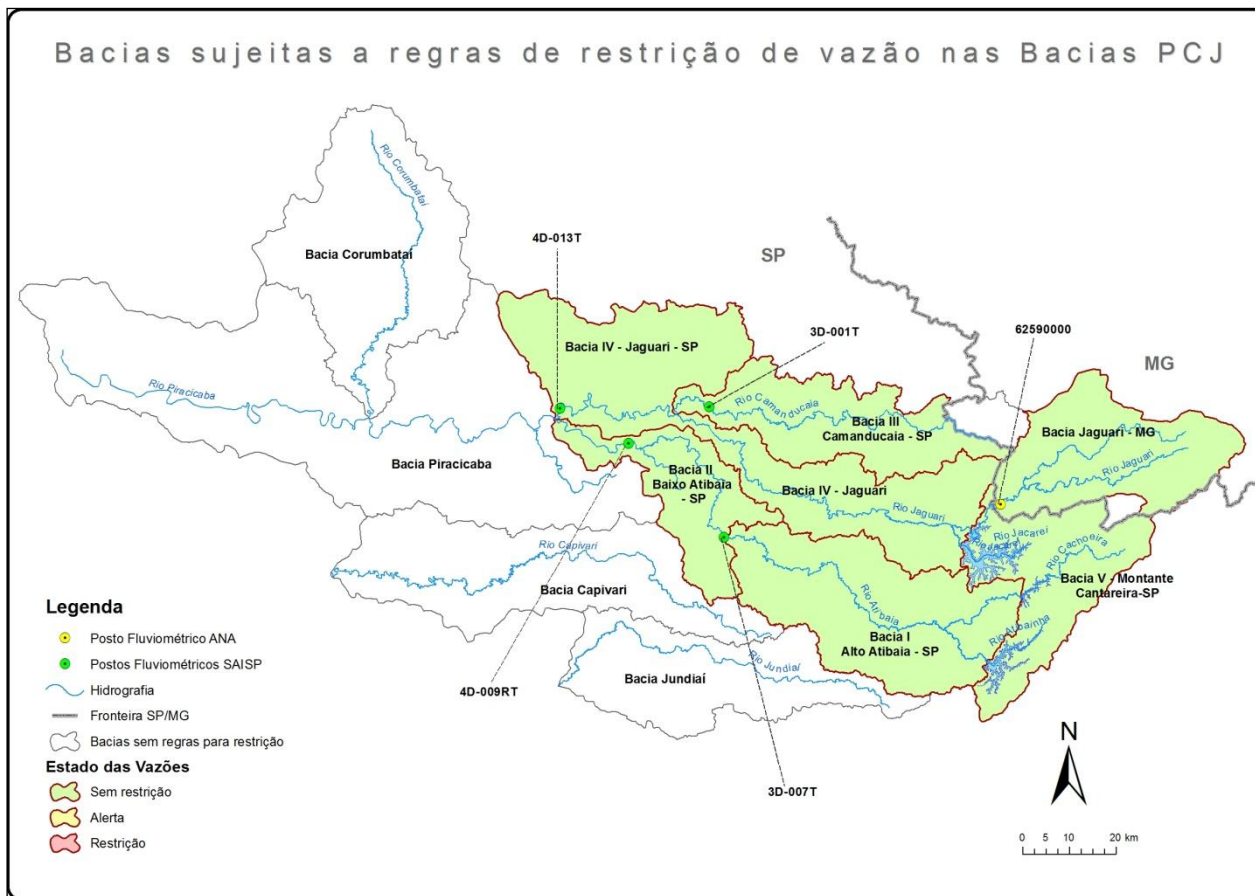 Bacias sujeitas a regras de restrição de vazão nas Bacias PCJ
Rio Corumbataí
Bacia Corumbataí
4D-013T
SP
3D-001T
62590000
MG
Bacia IV - Jaguari - SP
Rio Piracicaba
Rio Camanducaia
Bacia III
Camanducaia - SP
Bacia Jaguari - MG
Rio Jaguari
Bacia Piracicaba
Bacia II
Baixo Atibaia
- SP
Bacia IV - Jaguari
Rio Jaguari
Rio Jacareí
Rio Cachoeira
Rio Capivari
Bacia V - Montante
Cantareira-SP
Bacia Capivari
Rio Atibaia
Rio Atibainha
Bacia I
Alto Atibaia - SP
Rio Jundiaí
Bacia Jundiaí
4D-009RT
3D-007T
Legenda
Posto Fluviométrico ANA
Postos Fluviométricos SAISP
Hidrografia
Fronteira SP/MG
Bacias sem regras para restrição
Estado das Vazões
Sem restrição
Alerta
Restrição
N
0 5 10 20 km